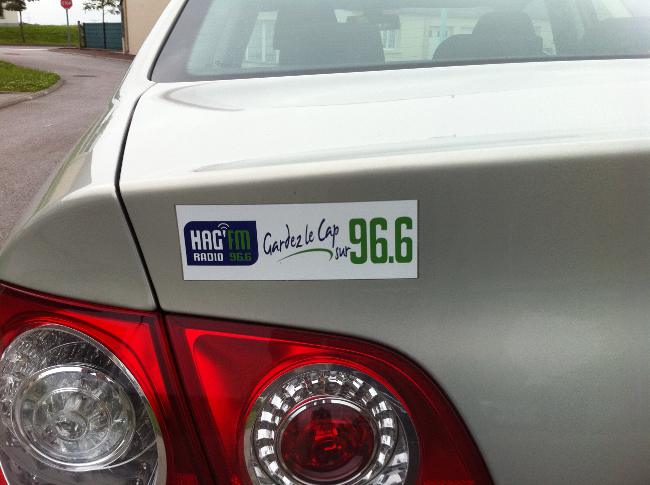 HAG'FM
RADIO 96.6
Gardez le Cap
sur 96.6